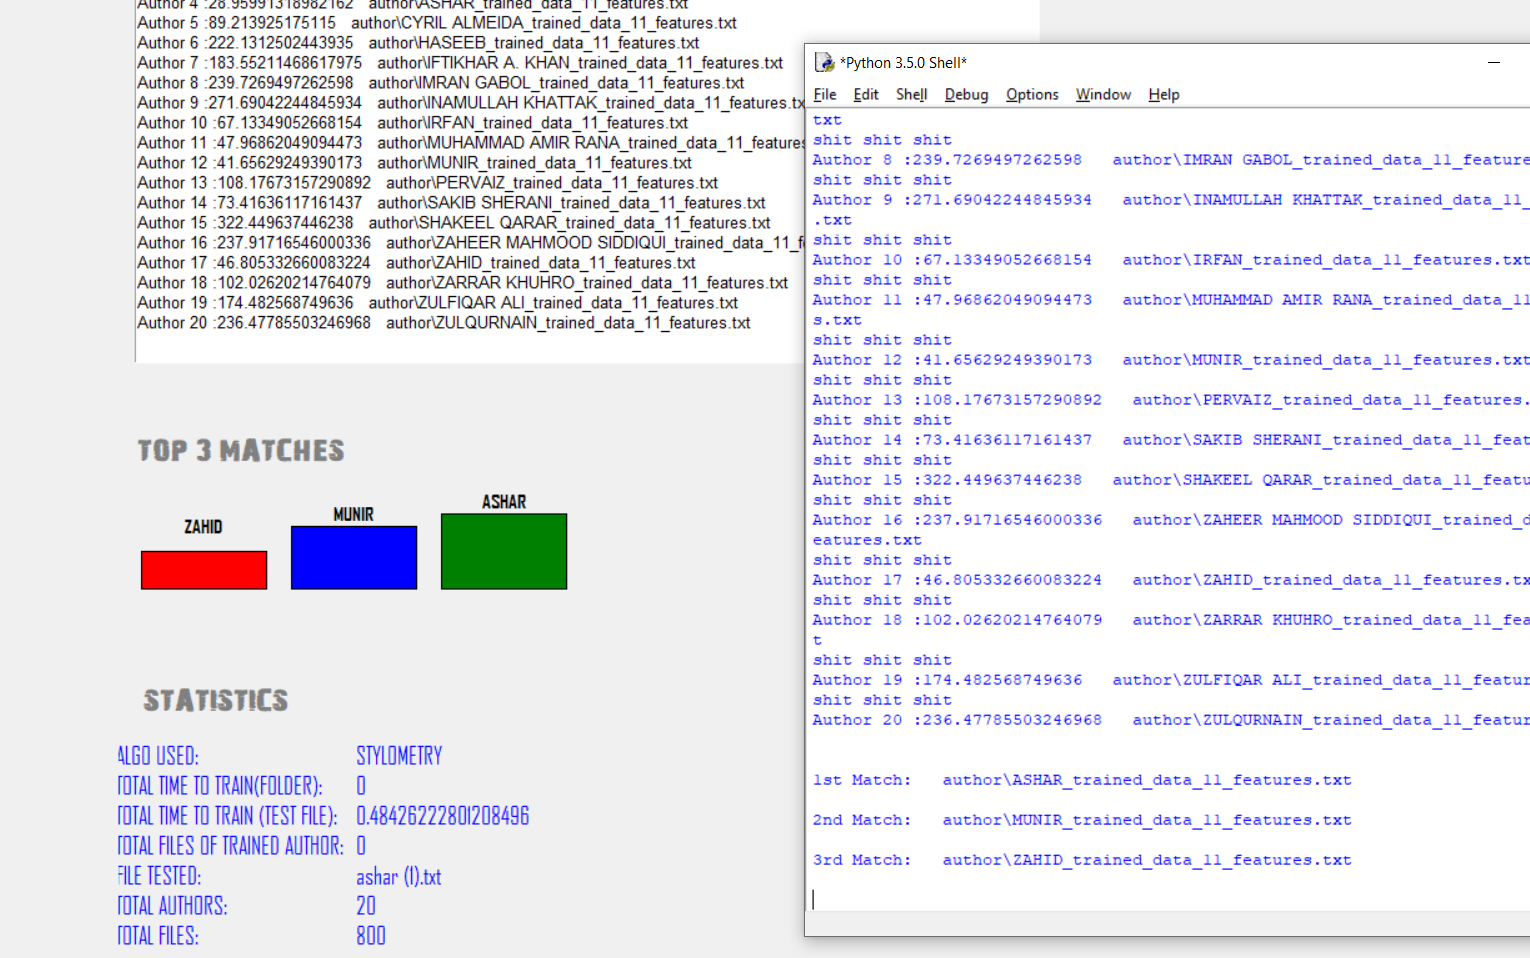 Author 4 :28.95991318982162 author\ASHAR_trained_data_11_features.txt
Author 5 :89.213925175115 author\CYRIL ALMEIDA_trained_data_11_features.txt
Author 6 :222.1312502443935 author\HASEEB_trained_data_11_features.txt
Author 7 :183.55211468617975 author\IFTIKHAR A. KHAN_trained_data_11_features.txt
Author 8 :239.7269497262598 author\IMRAN GABOL_trained_data_11_features.txt
Author 9 :271.69042244845934 author\INAMULLAH KHATTAK_trained_data_11_features.tx
Author 10 :67.13349052668154 author\IRFAN_trained_data_11_features.txt
Author 11 :47.96862049094473 author\MUHAMMAD AMIR RANA_trained_data_11_features
Author 12 :41.65629249390173 author\MUNIR_trained_data_11_features.txt
Author 13 :108.17673157290892 author\PERVAIZ_trained_data_11_features.txt
Author 14 :73.41636117161437 author\SAKIB SHERANI_trained_data_11_features.txt
Author 15 :322.449637446238 author\SHAKEEL QARAR_trained_data_11_features.txt
Author 16 :237.91716546000336 author\ZAHEER MAHMOOD SIDDIQUI_trained_data_11_f
Author 17 :46.805332660083224 author\ZAHID_trained_data_11_features.txt
Author 18 :102.02620214764079 author\ZARRAR KHUHRO_trained_data_11_features.txt
Author 19 :174.482568749636 author\ZULFIQAR ALI_trained_data_11_features.txt
Author 20 :236.47785503246968 author\ZULQURNAIN_trained_data_11_features.txt
TOP 3 MATCHES
ZAHID
MUNIR
ASHAR
STATISTICS
ALGO USED: STYLOMETRY
TOTAL TIME TO TRAIN(FOLDER): 0
TOTAL TIME TO TRAIN (TEST FILE): 0.48426222801208496
TOTAL FILES OF TRAINED AUTHOR: 0
FILE TESTED: ashar (1).txt
TOTAL AUTHORS: 20
TOTAL FILES: 800
*Python 3.5.0 Shell*
File Edit Shell Debug Options Window Help
txt
shit shit shit
Author 8 :239.7269497262598 author\IMRAN GABOL_trained_data_11_feature
shit shit shit
Author 9 :271.69042244845934 author\INAMULLAH KHATTAK_trained_data_11_
.txt
shit shit shit
Author 10 :67.13349052668154 author\IRFAN_trained_data_11_features.txt
shit shit shit
Author 11 :47.96862049094473 author\MUHAMMAD AMIR RANA_trained_data_11
s.txt
shit shit shit
Author 12 :41.65629249390173 author\MUNIR_trained_data_11_features.txt
shit shit shit
Author 13 :108.17673157290892 author\PERVAIZ_trained_data_11_features.
shit shit shit
Author 14 :73.41636117161437 author\SAKIB SHERANI_trained_data_11_feat
shit shit shit
Author 15 :322.449637446238 author\SHAKEEL QARAR_trained_data_11_featu
shit shit shit
Author 16 :237.91716546000336 author\ZAHEER MAHMOOD SIDDIQUI_trained_d
eatures.txt
shit shit shit
Author 17 :46.805332660083224 author\ZAHID_trained_data_11_features.tx
shit shit shit
Author 18 :102.02620214764079 author\ZARRAR KHUHRO_trained_data_11_fea
t
shit shit shit
Author 19 :174.482568749636 author\ZULFIQAR ALI_trained_data_11_featur
shit shit shit
Author 20 :236.47785503246968 author\ZULQURNAIN_trained_data_11_featur
1st Match: author\ASHAR_trained_data_11_features.txt
2nd Match: author\MUNIR_trained_data_11_features.txt
3rd Match: author\ZAHID_trained_data_11_features.txt